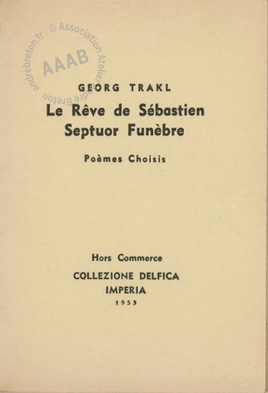 © Association Atelier André Breton
andrebreton.fr
AAAB
GEORG TRAKL
Le Rêve de Sébastien
Septuor Funèbre
Poèmes Choisis
Hors Commerce
COLLEZIONE DELFICA
IMPERIA
1953